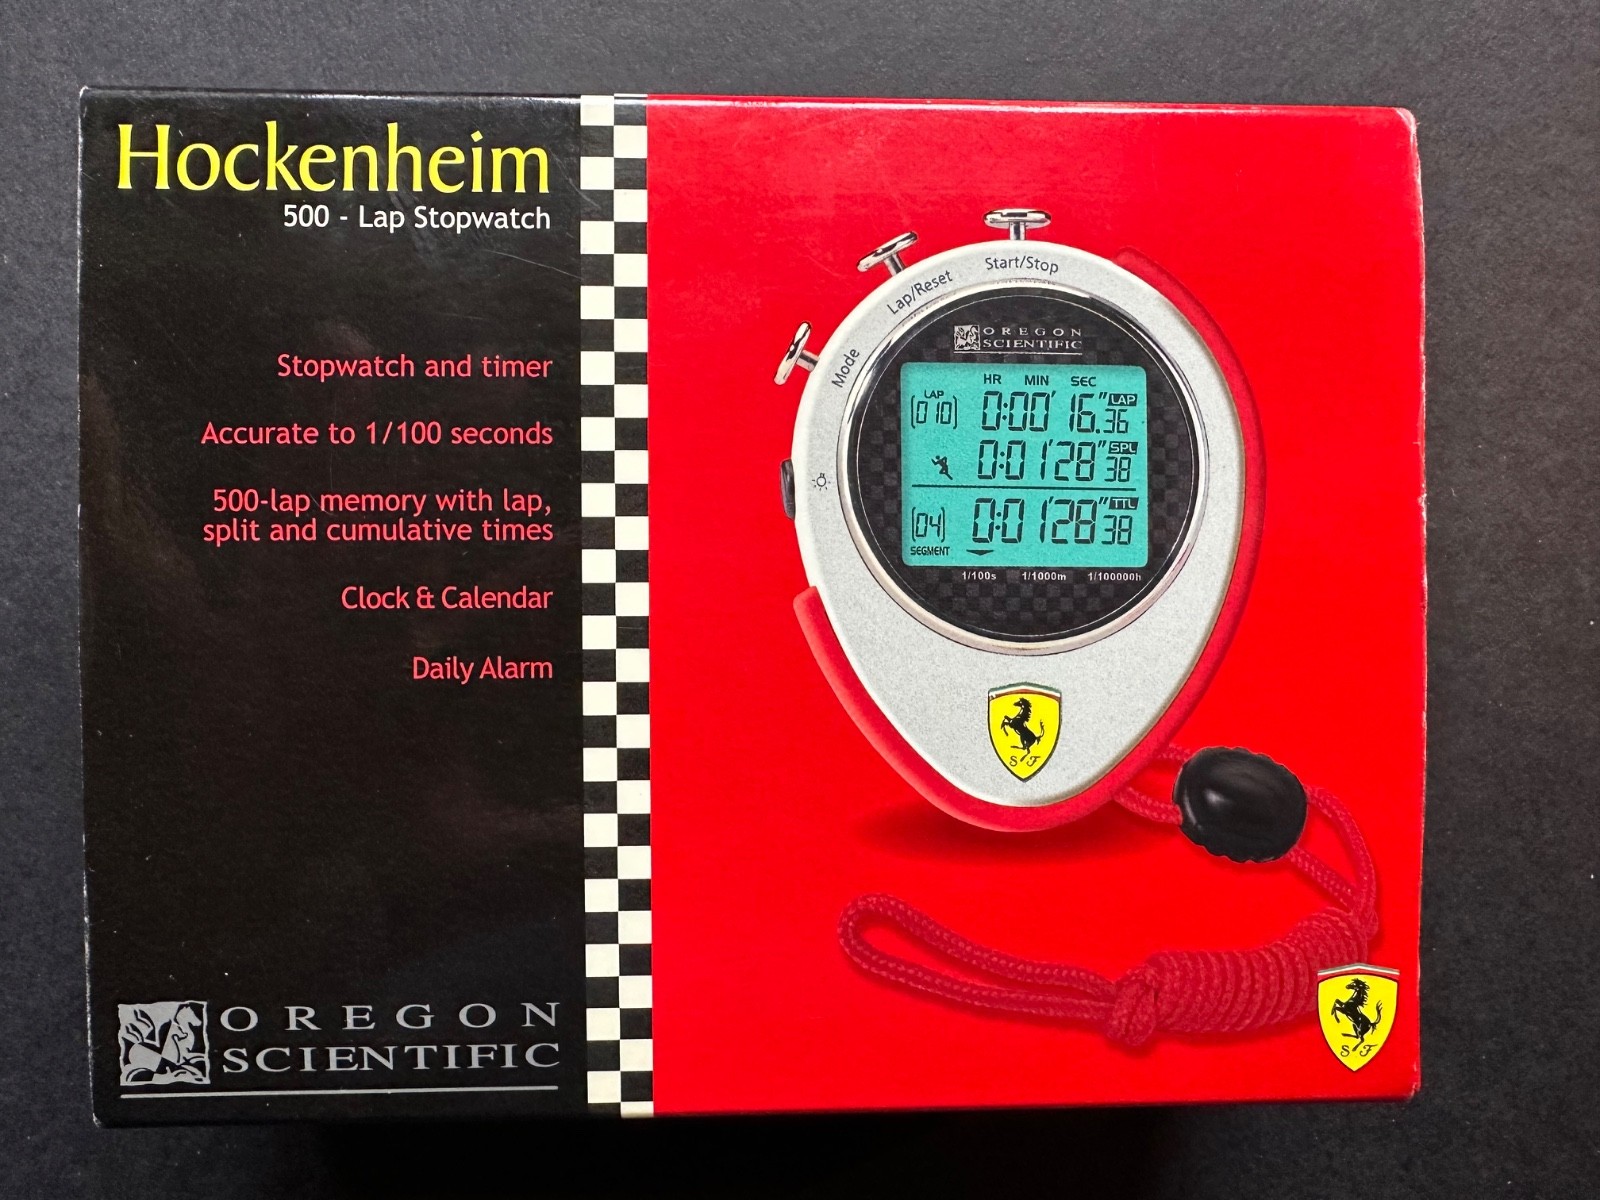 Hockenheim
500 - Lap Stopwatch
Stopwatch and timer
Accurate to 1/100 seconds
500-lap memory with lap,
split and cumulative times
Clock & Calendar
Daily Alarm
OREGON
SCIENTIFIC
Start/Stop
Lap/Reset
Mode
OREGON
SCIENTIFIC
HR MIN SEC
LAP
(010) 0:00'16."36 LAP
0:01'28"38 SPL
(04) 0:01'28"38 TTL
SEGMENT
1/100s 1/1000m 1/100000h
S F
S F